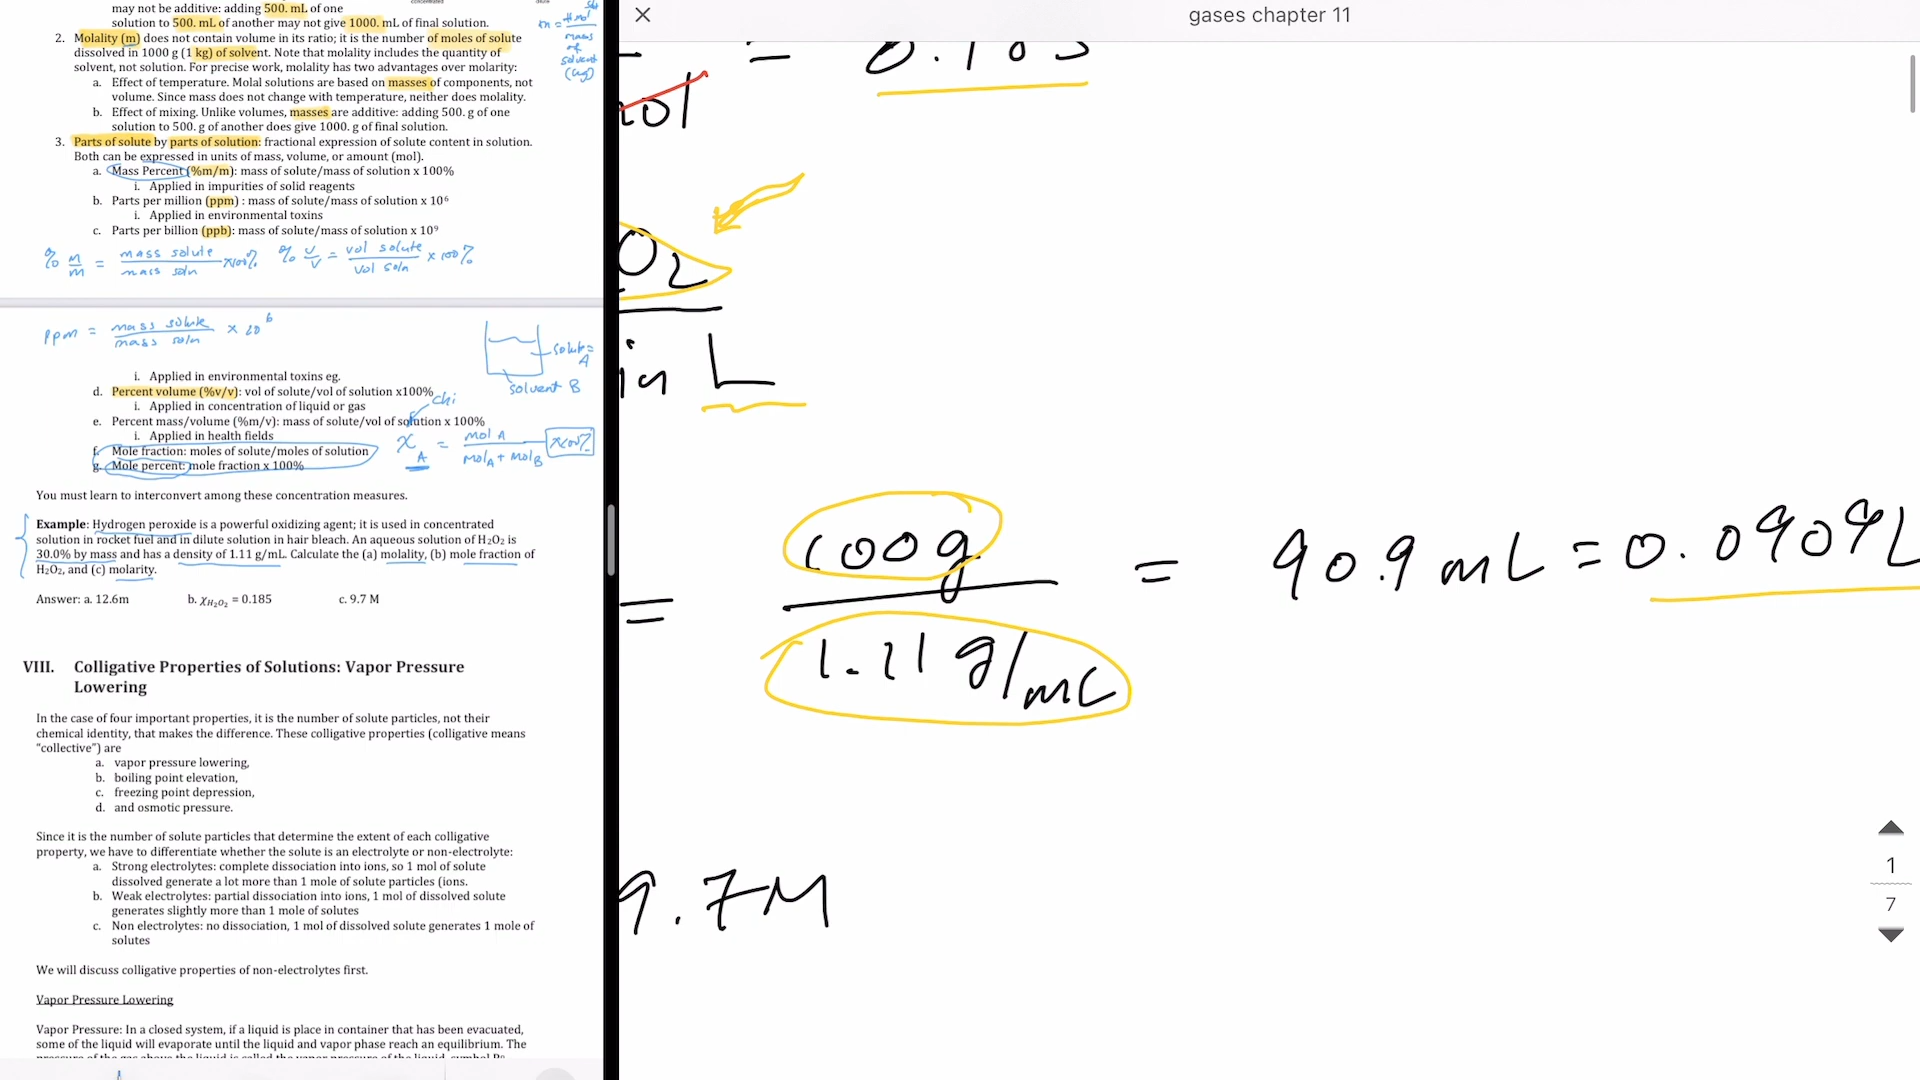 may not be additive: adding 500. mL of one
solution to 500. mL of another may not give 1000. mL of final solution.
2. Molality (m) does not contain volume in its ratio; it is the number of moles of solute
dissolved in 1000 g (1 kg) of solvent. Note that molality includes the quantity of
solvent, not solution. For precise work, molality has two advantages over molarity:
a. Effect of temperature. Molal solutions are based on masses of components, not
volume. Since mass does not change with temperature, neither does molality.
b. Effect of mixing. Unlike volumes, masses are additive: adding 500. g of one
solution to 500. g of another does give 1000. g of final solution.
m = # mol
mass
of
solvent
(kg)
3. Parts of solute by parts of solution: fractional expression of solute content in solution.
Both can be expressed in units of mass, volume, or amount (mol).
a. Mass Percent (%m/m): mass of solute/mass of solution x 100%
i. Applied in impurities of solid reagents
b. Parts per million (ppm) : mass of solute/mass of solution x 10⁶
i. Applied in environmental toxins
c. Parts per billion (ppb): mass of solute/mass of solution x 10⁹
% M/m = mass solute / mass soln x100% % v/v = vol solute / vol soln x 100%
ppm = mass solute / mass soln x 10⁶
solute =
A
solvent B
i. Applied in environmental toxins eg.
d. Percent volume (%v/v): vol of solute/vol of solution x100%
chi
i. Applied in concentration of liquid or gas
e. Percent mass/volume (%m/v): mass of solute/vol of solution x 100%
i. Applied in health fields
f. Mole fraction: moles of solute/moles of solution
g. Mole percent: mole fraction x 100%
χ_A = mol A / mol_A + mol_B x100%
You must learn to interconvert among these concentration measures.
Example: Hydrogen peroxide is a powerful oxidizing agent; it is used in concentrated
solution in rocket fuel and in dilute solution in hair bleach. An aqueous solution of H₂O₂ is
30.0% by mass and has a density of 1.11 g/mL. Calculate the (a) molality, (b) mole fraction of
H₂O₂, and (c) molarity.
Answer: a. 12.6m b. χ_H₂O₂ = 0.185 c. 9.7 M
VIII. Colligative Properties of Solutions: Vapor Pressure
Lowering
In the case of four important properties, it is the number of solute particles, not their
chemical identity, that makes the difference. These colligative properties (colligative means
“collective”) are
a. vapor pressure lowering,
b. boiling point elevation,
c. freezing point depression,
d. and osmotic pressure.
Since it is the number of solute particles that determine the extent of each colligative
property, we have to differentiate whether the solute is an electrolyte or non-electrolyte:
a. Strong electrolytes: complete dissociation into ions, so 1 mol of solute
dissolved generate a lot more than 1 mole of solute particles (ions.
b. Weak electrolytes: partial dissociation into ions, 1 mol of dissolved solute
generates slightly more than 1 mole of solutes
c. Non electrolytes: no dissociation, 1 mol of dissolved solute generates 1 mole of
solutes
We will discuss colligative properties of non-electrolytes first.
Vapor Pressure Lowering
Vapor Pressure: In a closed system, if a liquid is place in container that has been evacuated,
some of the liquid will evaporate until the liquid and vapor phase reach an equilibrium. The
gases chapter 11
= 0.185
mol
O₂
in L
= 100g / 1.11 g/mL = 90.9 mL = 0.0909L
9.7M
1
7